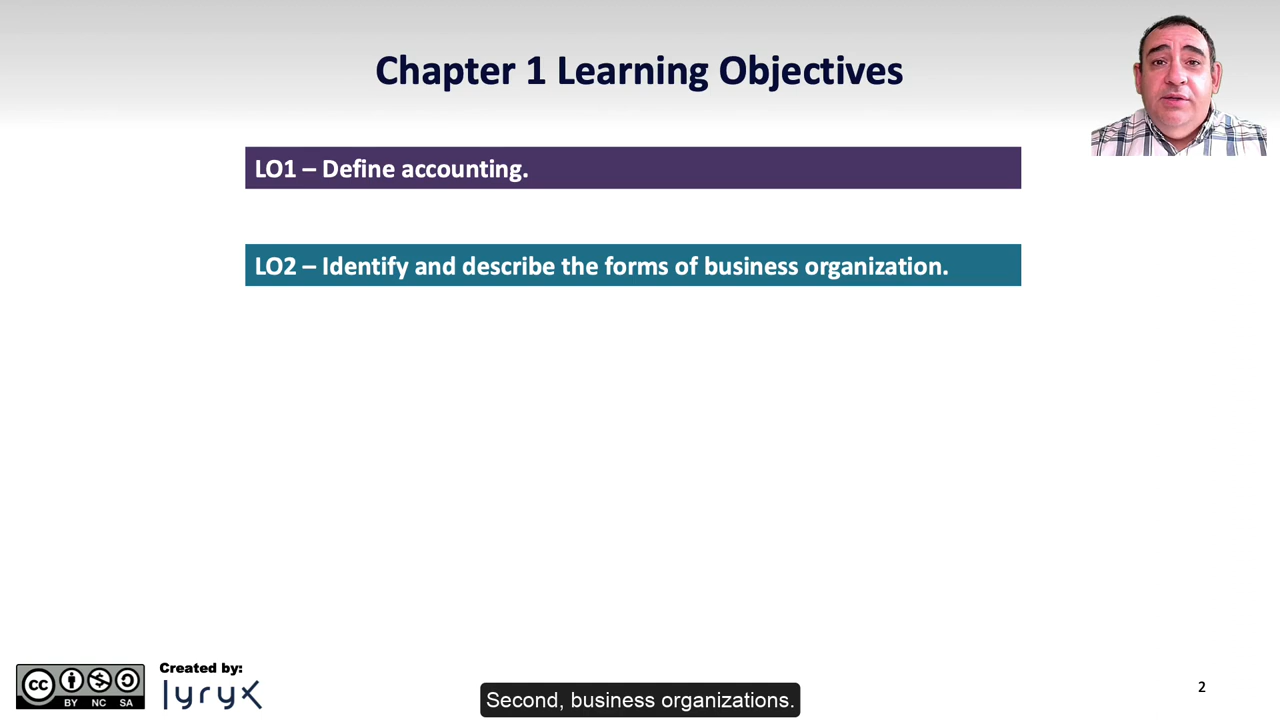 Chapter 1 Learning Objectives
LO1 – Define accounting.
LO2 – Identify and describe the forms of business organization.
cc
BY NC SA
Created by:
lyryx
Second, business organizations.
2